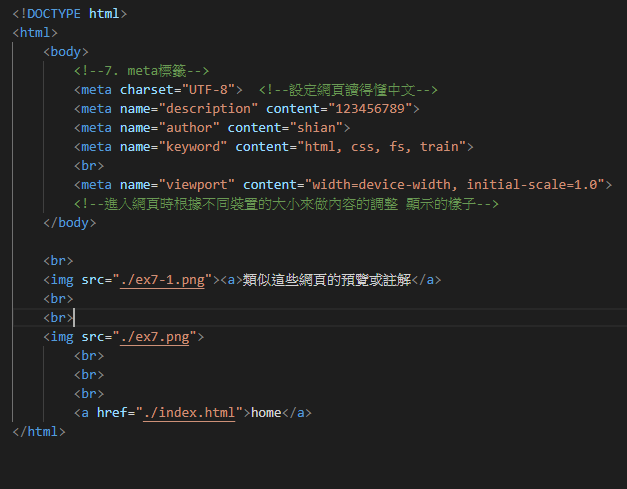 <!DOCTYPE html>
<html>
<body>
<!--7. meta標籤-->
<meta charset="UTF-8">  <!--設定網頁讀得懂中文-->
<meta name="description" content="123456789">
<meta name="author" content="shian">
<meta name="keyword" content="html, css, fs, train">
<br>
<meta name="viewport" content="width=device-width, initial-scale=1.0">
<!--進入網頁時根據不同裝置的大小來做內容的調整 顯示的樣子-->
</body>
<br>
<img src="./ex7-1.png"><a>類似這些網頁的預覽或註解</a>
<br>
<br>
<img src="./ex7.png">
<br>
<br>
<br>
<a href="./index.html">home</a>
</html>